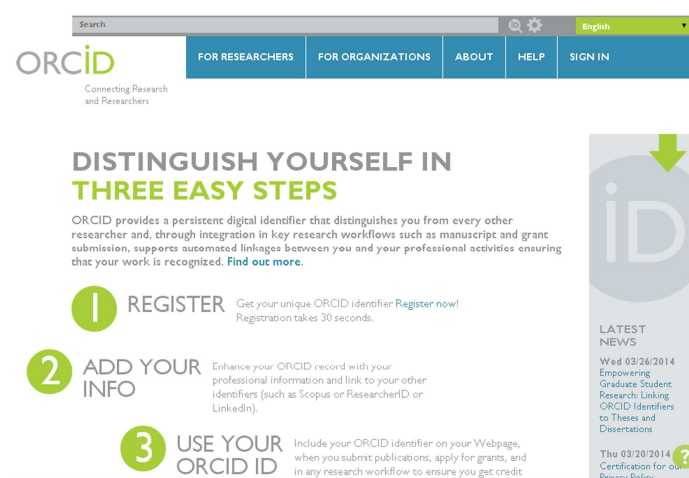 Search
iD
English
ORCiD
FOR RESEARCHERS
FOR ORGANIZATIONS
ABOUT
HELP
SIGN IN
Connecting Research
and Researchers
DISTINGUISH YOURSELF IN
THREE EASY STEPS
ORCID provides a persistent digital identifier that distinguishes you from every other
researcher and, through integration in key research workflows such as manuscript and grant
submission, supports automated linkages between you and your professional activities ensuring
that your work is recognized. Find out more.
1 REGISTER
Get your unique ORCID identifier Register now!
Registration takes 30 seconds.
2 ADD YOUR
INFO
Enhance your ORCID record with your
professional information and link to your other
identifiers (such as Scopus or ResearcherID or
LinkedIn).
3 USE YOUR
ORCID ID
Include your ORCID identifier on your Webpage,
when you submit publications, apply for grants, and
in any research workflow to ensure you get credit
iD
LATEST
NEWS
Wed 03/26/2014
Empowering
Graduate Student
Research: Linking
ORCID Identifiers
to Theses and
Dissertations
Thu 03/20/2014
Certification for our
Privacy Policy
?